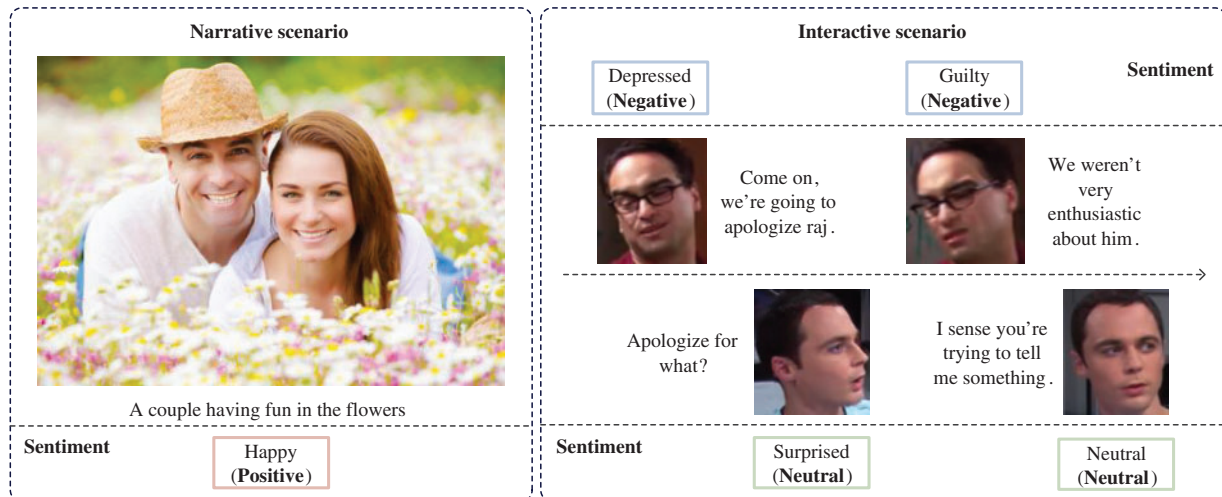 Narrative scenario
A couple having fun in the flowers
Sentiment
Happy
(Positive)
Interactive scenario
Depressed
(Negative)
Guilty
(Negative)
Sentiment
Come on,
we're going to
apologize raj.
We weren't
very
enthusiastic
about him.
Apologize for
what?
I sense you're
trying to tell
me something.
Sentiment
Surprised
(Neutral)
Neutral
(Neutral)